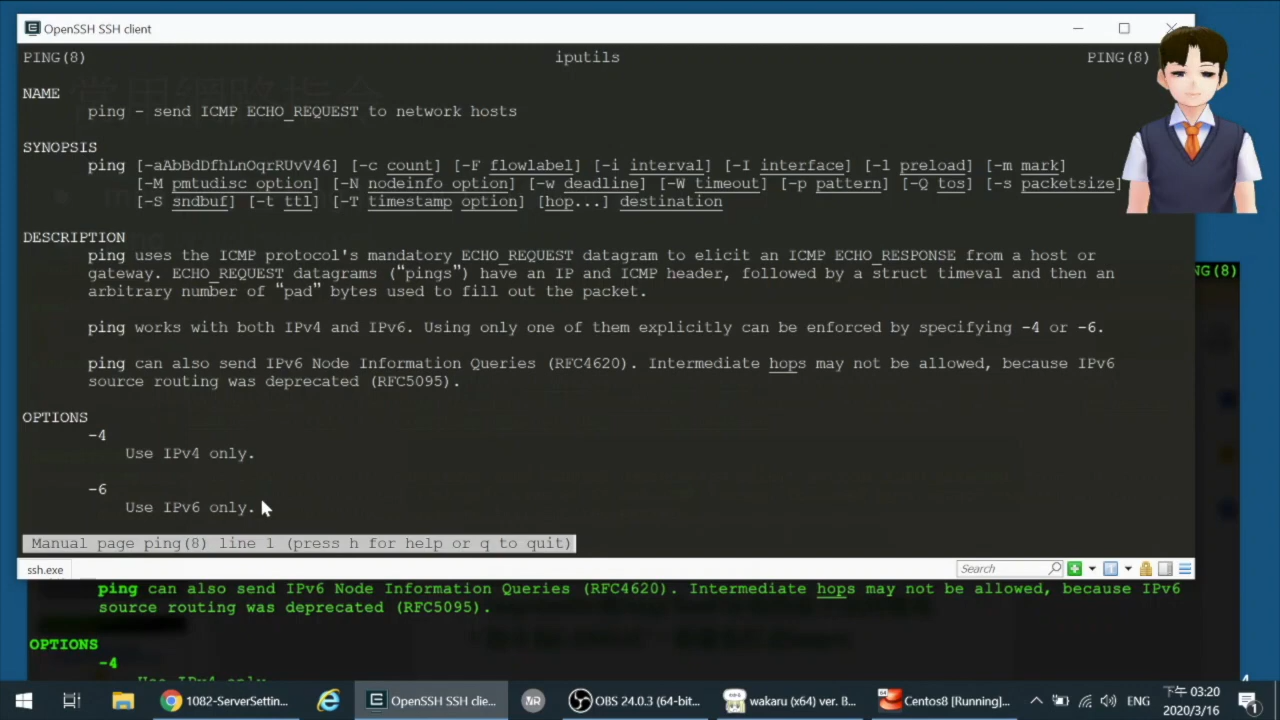 OpenSSH SSH client
PING(8) iputils PING(8)
NAME
ping - send ICMP ECHO_REQUEST to network hosts
SYNOPSIS
ping [-aAbBdDfhLnOqrRUvV46] [-c count] [-F flowlabel] [-i interval] [-I interface] [-l preload] [-m mark]
[-M pmtudisc_option] [-N nodeinfo_option] [-w deadline] [-W timeout] [-p pattern] [-Q tos] [-s packetsize]
[-S sndbuf] [-t ttl] [-T timestamp option] [hop...] destination
DESCRIPTION
ping uses the ICMP protocol's mandatory ECHO_REQUEST datagram to elicit an ICMP ECHO_RESPONSE from a host or
gateway. ECHO_REQUEST datagrams (“pings”) have an IP and ICMP header, followed by a struct timeval and then an
arbitrary number of “pad” bytes used to fill out the packet.
ping works with both IPv4 and IPv6. Using only one of them explicitly can be enforced by specifying -4 or -6.
ping can also send IPv6 Node Information Queries (RFC4620). Intermediate hops may not be allowed, because IPv6
source routing was deprecated (RFC5095).
OPTIONS
-4
Use IPv4 only.
-6
Use IPv6 only.
Manual page ping(8) line 1 (press h for help or q to quit)
ssh.exe Search
NG(8)
ping can also send IPv6 Node Information Queries (RFC4620). Intermediate hops may not be allowed, because IPv6
source routing was deprecated (RFC5095).
OPTIONS
-4
Use IPv4 only.
1082-ServerSettin... OpenSSH SSH clie... OBS 24.0.3 (64-bit... wakaru (x64) ver. 8... Centos8 [Running]... ENG
下午 03:20
2020/3/16